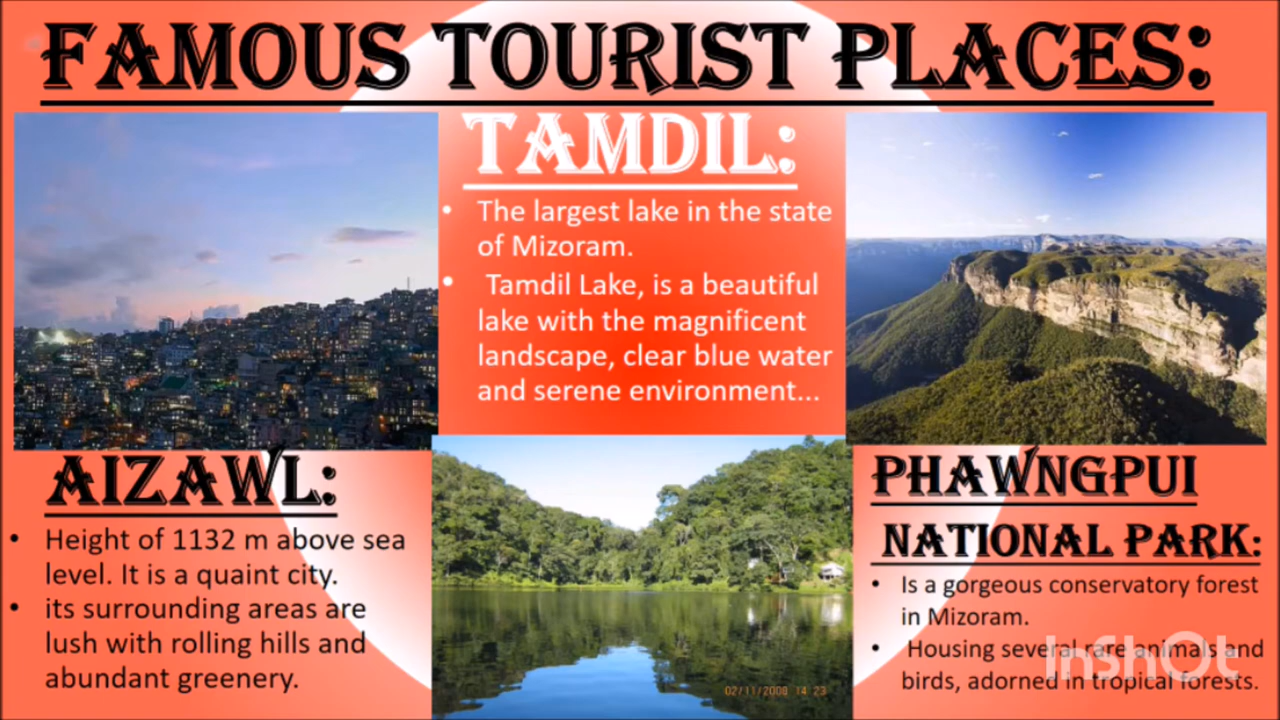 FAMOUS TOURIST PLACES:
TAMDIL:
• The largest lake in the state
of Mizoram.
• Tamdil Lake, is a beautiful
lake with the magnificent
landscape, clear blue water
and serene environment...
AIZAWL:
• Height of 1132 m above sea
level. It is a quaint city.
• its surrounding areas are
lush with rolling hills and
abundant greenery.
02/11/2008 14 23
PHAWNGPUI
NATIONAL PARK:
• Is a gorgeous conservatory forest
in Mizoram.
• Housing several rare animals and
birds, adorned in tropical forests.
InShOt